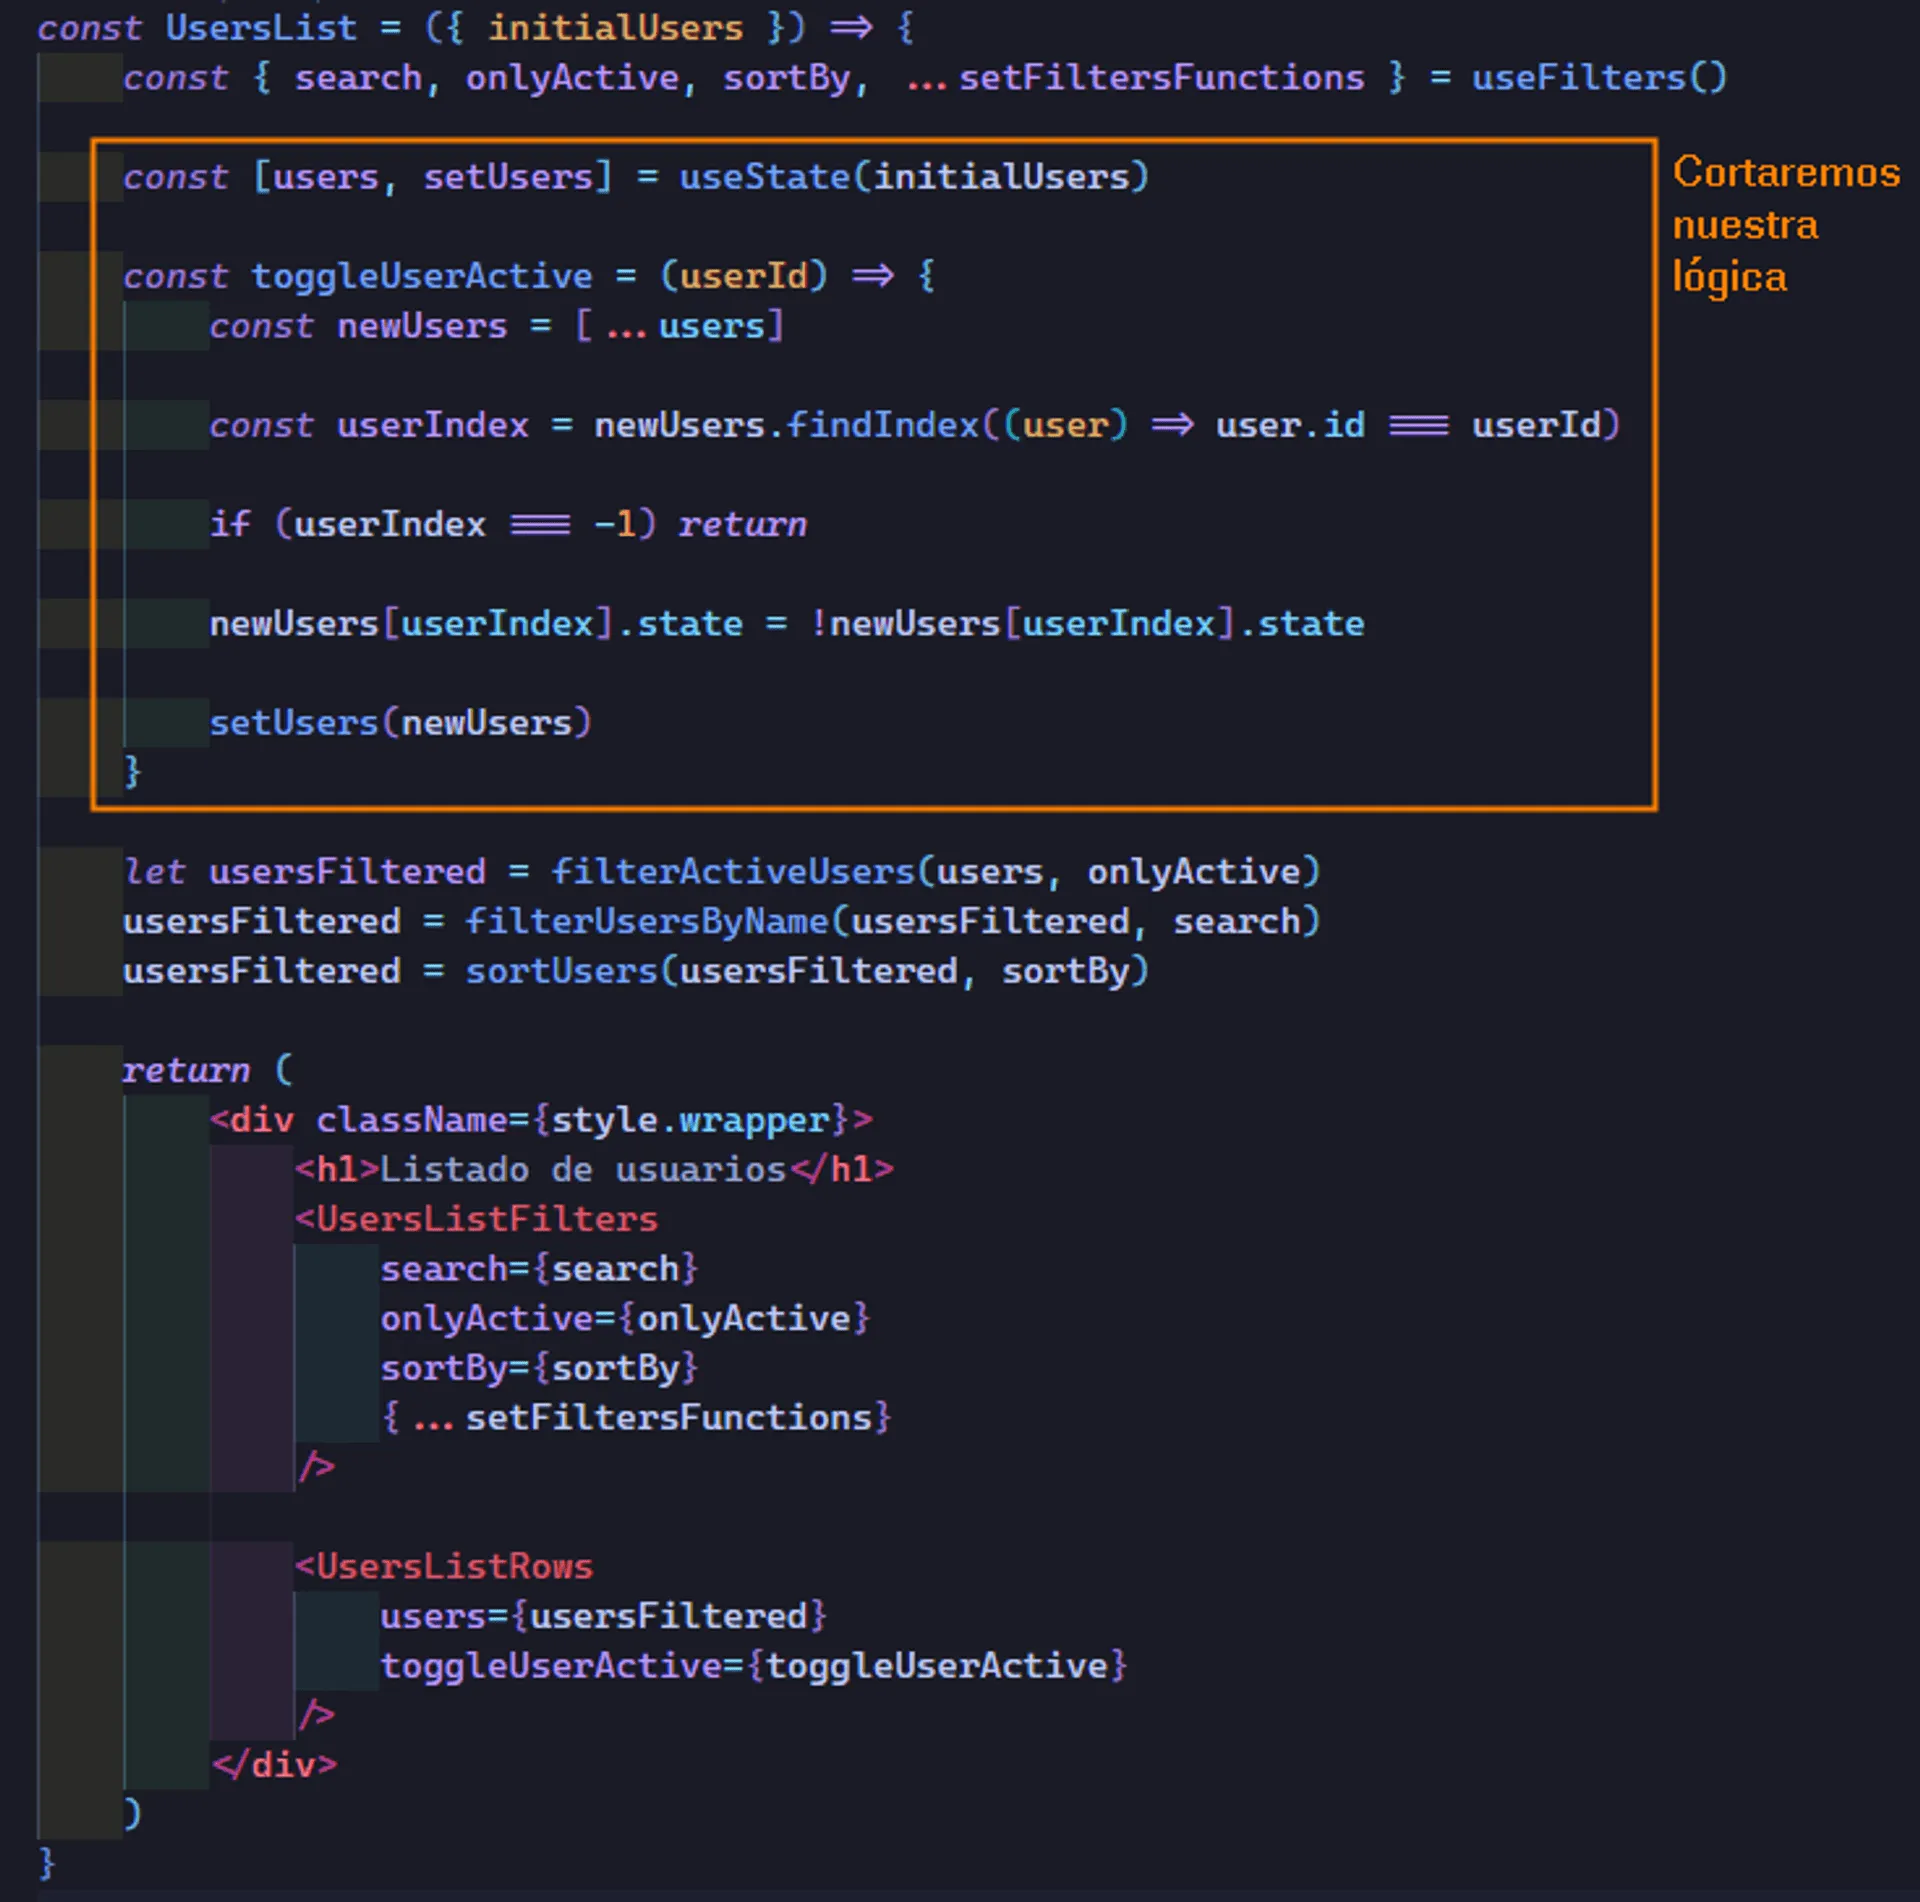 const UsersList = ({ initialUsers }) => {
const { search, onlyActive, sortBy, ...setFiltersFunctions } = useFilters()
const [users, setUsers] = useState(initialUsers)
Cortaremos
nuestra
lógica
const toggleUserActive = (userId) => {
const newUsers = [...users]
const userIndex = newUsers.findIndex((user) => user.id === userId)
if (userIndex === -1) return
newUsers[userIndex].state = !newUsers[userIndex].state
setUsers(newUsers)
}
let usersFiltered = filterActiveUsers(users, onlyActive)
usersFiltered = filterUsersByName(usersFiltered, search)
usersFiltered = sortUsers(usersFiltered, sortBy)
return (
<div className={style.wrapper}>
<h1>Listado de usuarios</h1>
<UsersListFilters
search={search}
onlyActive={onlyActive}
sortBy={sortBy}
{...setFiltersFunctions}
/>
<UsersListRows
users={usersFiltered}
toggleUserActive={toggleUserActive}
/>
</div>
)
}